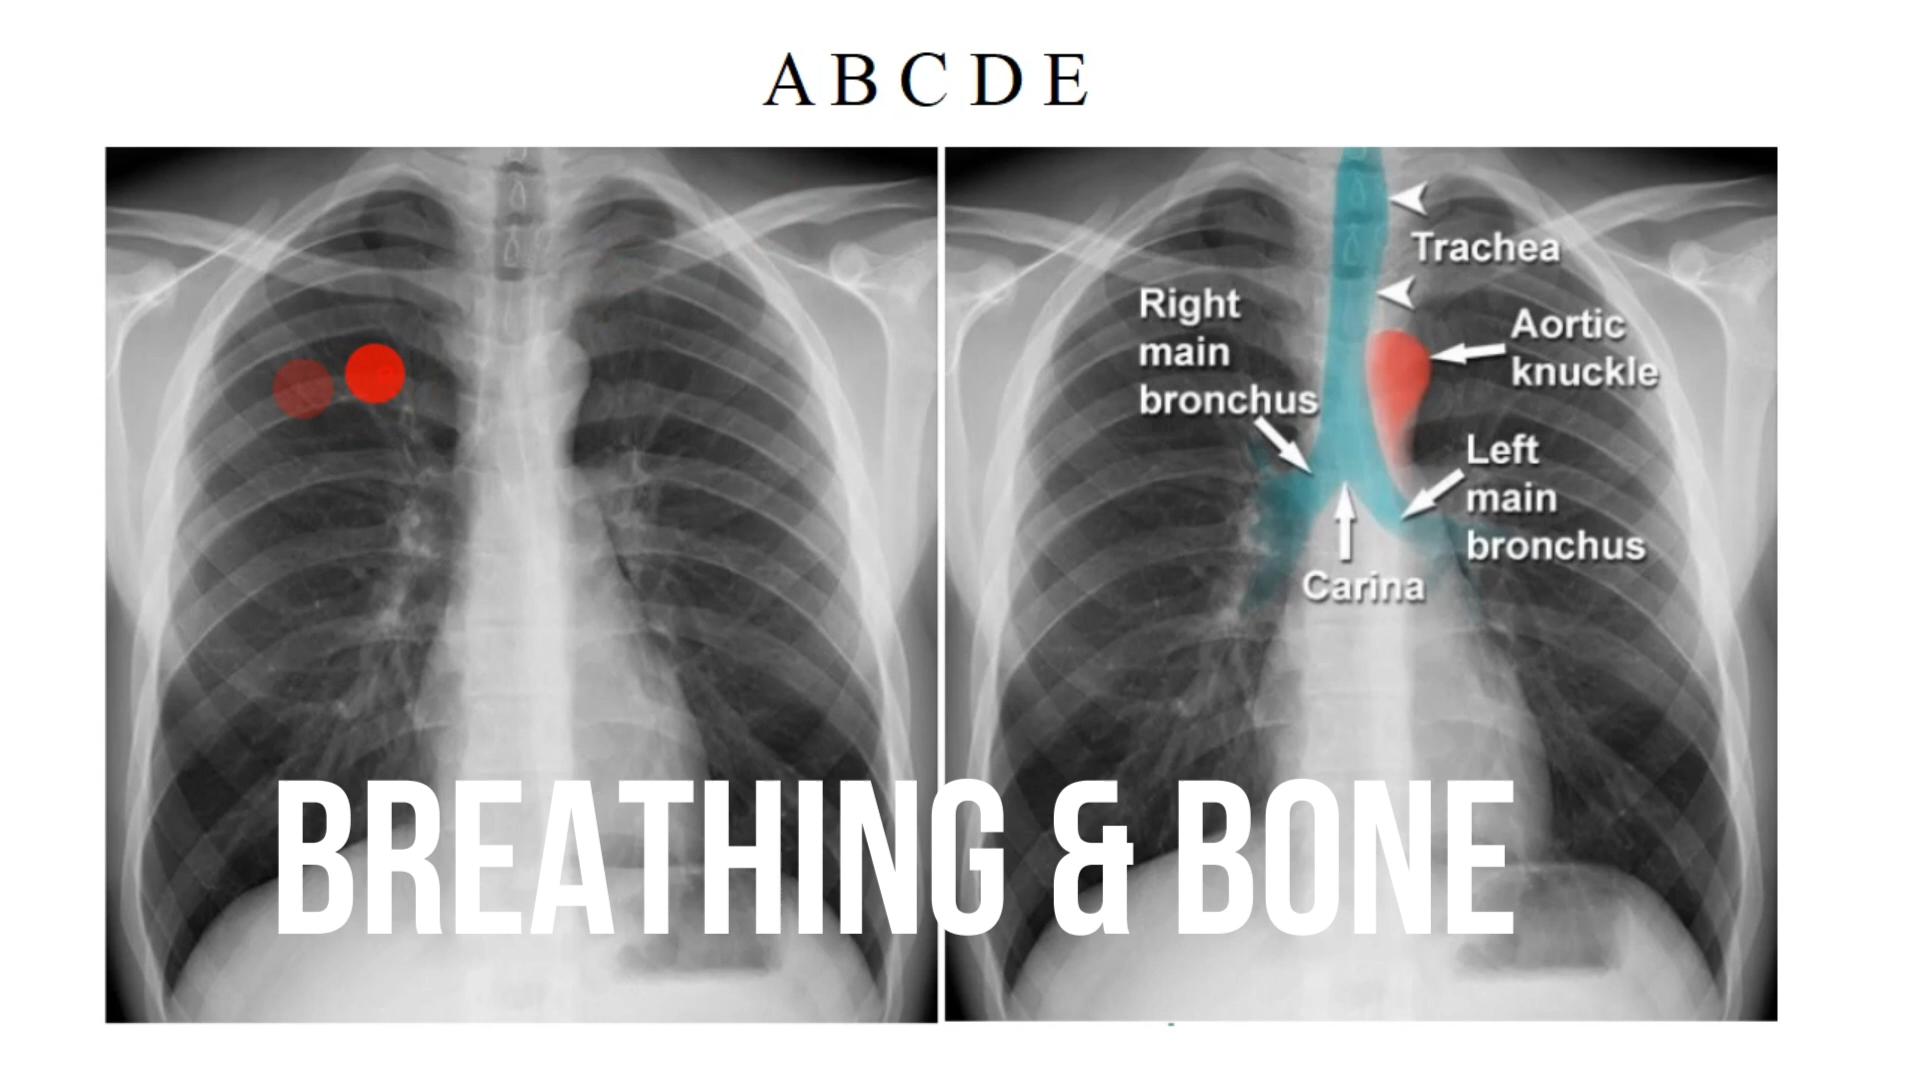 A B C D E
Trachea
Right
main
bronchus
Aortic
knuckle
Left
main
bronchus
Carina
BREATHING & BONE